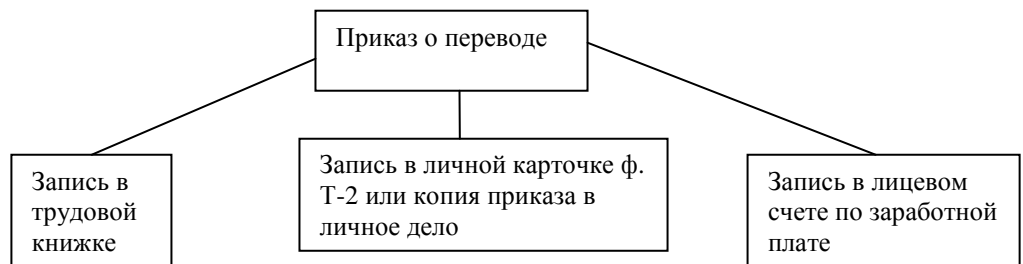 Приказ о переводе
Запись в
трудовой
книжке
Запись в личной карточке ф.
Т-2 или копия приказа в
личное дело
Запись в лицевом
счете по заработной
плате